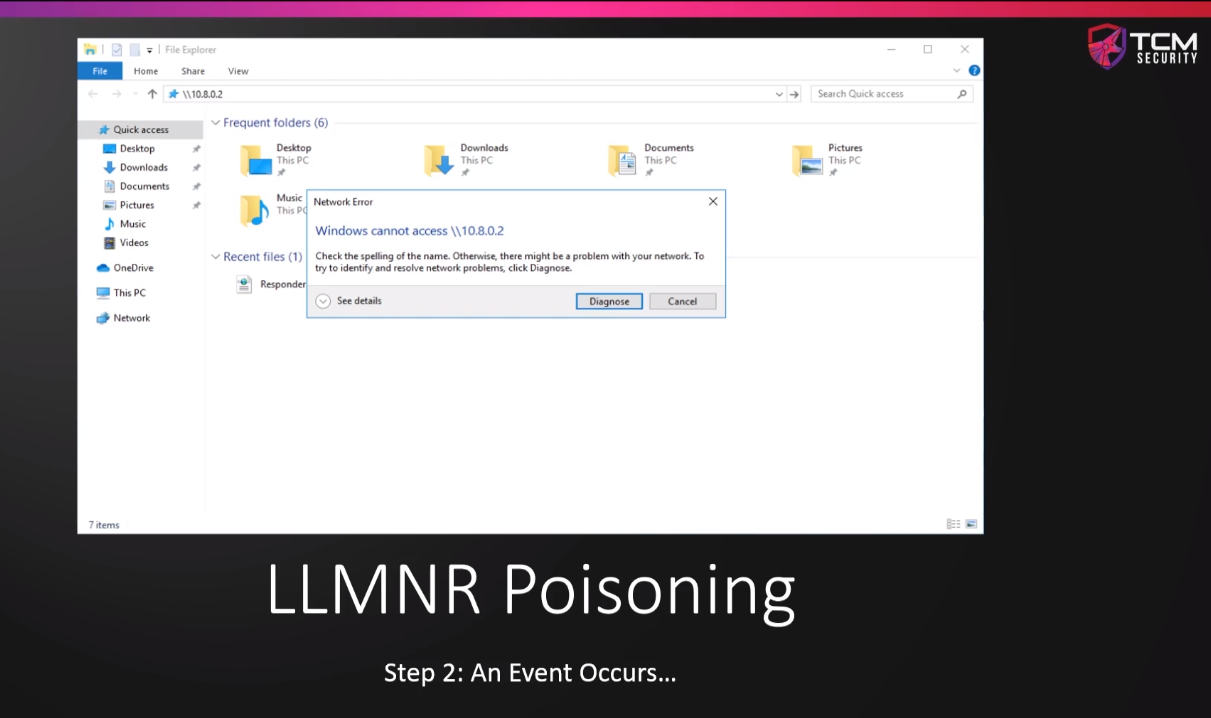 TCM
SECURITY
File Explorer
File Home Share View
\\10.8.0.2
Search Quick access
Quick access
Desktop
Downloads
Documents
Pictures
Music
Videos
OneDrive
This PC
Network
Frequent folders (6)
Desktop
This PC
Downloads
This PC
Documents
This PC
Pictures
This PC
Music
This PC
Recent files (1)
Responder
Network Error
Windows cannot access \\10.8.0.2
Check the spelling of the name. Otherwise, there might be a problem with your network. To
try to identify and resolve network problems, click Diagnose.
See details
Diagnose Cancel
7 items
LLMNR Poisoning
Step 2: An Event Occurs...